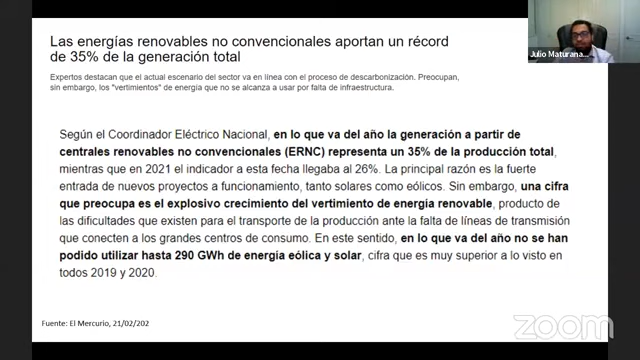 Las energías renovables no convencionales aportan un récord
de 35% de la generación total
Expertos destacan que el actual escenario del sector va en línea con el proceso de descarbonización. Preocupan,
sin embargo, los "vertimientos" de energía que no se alcanza a usar por falta de infraestructura.
Según el Coordinador Eléctrico Nacional, en lo que va del año la generación a partir de
centrales renovables no convencionales (ERNC) representa un 35% de la producción total,
mientras que en 2021 el indicador a esta fecha llegaba al 26%. La principal razón es la fuerte
entrada de nuevos proyectos a funcionamiento, tanto solares como eólicos. Sin embargo, una cifra
que preocupa es el explosivo crecimiento del vertimiento de energía renovable, producto de
las dificultades que existen para el transporte de la producción ante la falta de líneas de transmisión
que conecten a los grandes centros de consumo. En este sentido, en lo que va del año no se han
podido utilizar hasta 290 GWh de energía eólica y solar, cifra que es muy superior a lo visto en
todos 2019 y 2020.
Fuente: El Mercurio, 21/02/202
Julio Maturana...
zoom